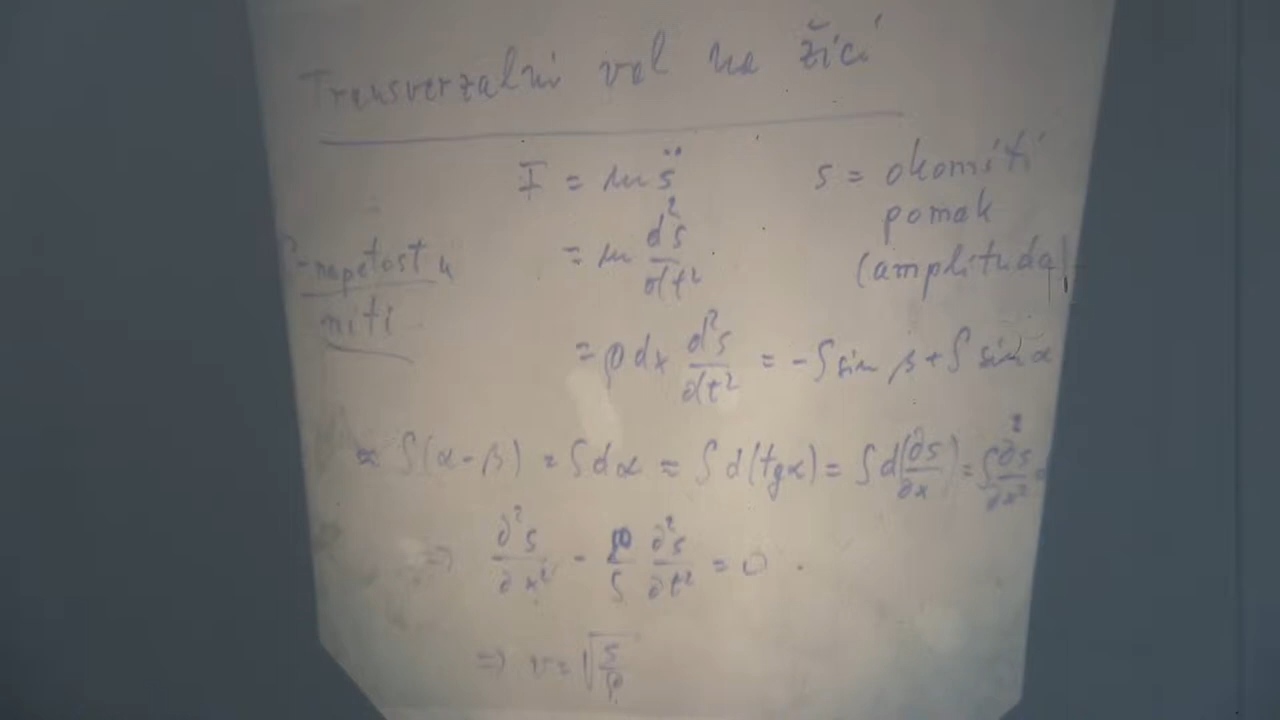 Transverzalni val na žici
I = m s̈
s = okomiti
pomak
(amplituda)
= m d²s/dt²
S - napetost u
niti
= ρ dx d²s/dt² = - S sin β + S sin α
≈ S(α-β) = S dα ≈ S d(tgα) = S d(∂s/∂x) = S ∂²s/∂x²
⇒ ∂²s/∂x² - ρ/S ∂²s/∂t² = 0 .
⇒ v = √(S/ρ)